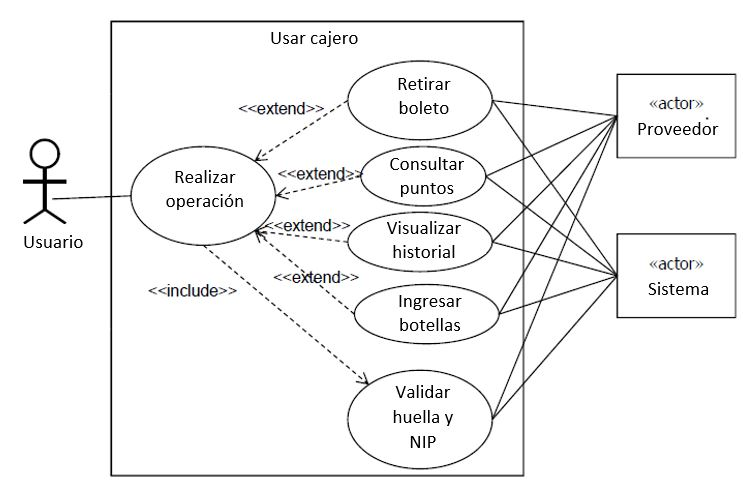 Usar cajero
Retirar
boleto
<<extend>>
«actor»
Proveedor
Consultar
puntos
<<extend>>
Realizar
operación
Usuario
Visualizar
historial
<<extend>>
<<extend>>
«actor»
Sistema
<<include>>
Ingresar
botellas
Validar
huella y
NIP